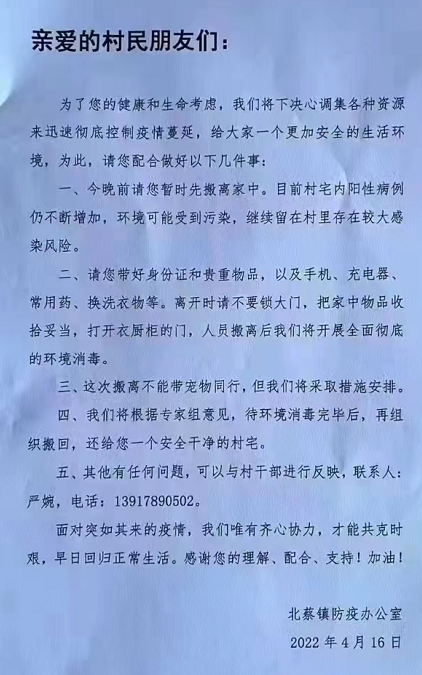 亲爱的村民朋友们：
为了您的健康和生命考虑，我们将下决心调集各种资源
来迅速彻底控制疫情蔓延，给大家一个更加安全的生活环
境，为此，请您配合做好以下几件事：
一、今晚前请您暂时先搬离家中。目前村宅内阳性病例
仍不断增加，环境可能受到污染，继续留在村里存在较大感
染风险。
二、请您带好身份证和贵重物品，以及手机、充电器、
常用药、换洗衣物等。离开时请不要锁大门，把家中物品收
拾妥当，打开衣厨柜的门，人员搬离后我们将开展全面彻底
的环境消毒。
三、这次搬离不能带宠物同行，但我们将采取措施安排。
四、我们将根据专家组意见，待环境消毒完毕后，再组
织搬回，还给您一个安全干净的村宅。
五、其他有任何问题，可以与村干部进行反映，联系人：
严婉，电话：13917890502。
面对突如其来的疫情，我们唯有齐心协力，才能共克时
艰，早日回归正常生活。感谢您的理解、配合、支持！加油！
北蔡镇防疫办公室
2022 年 4 月 16 日